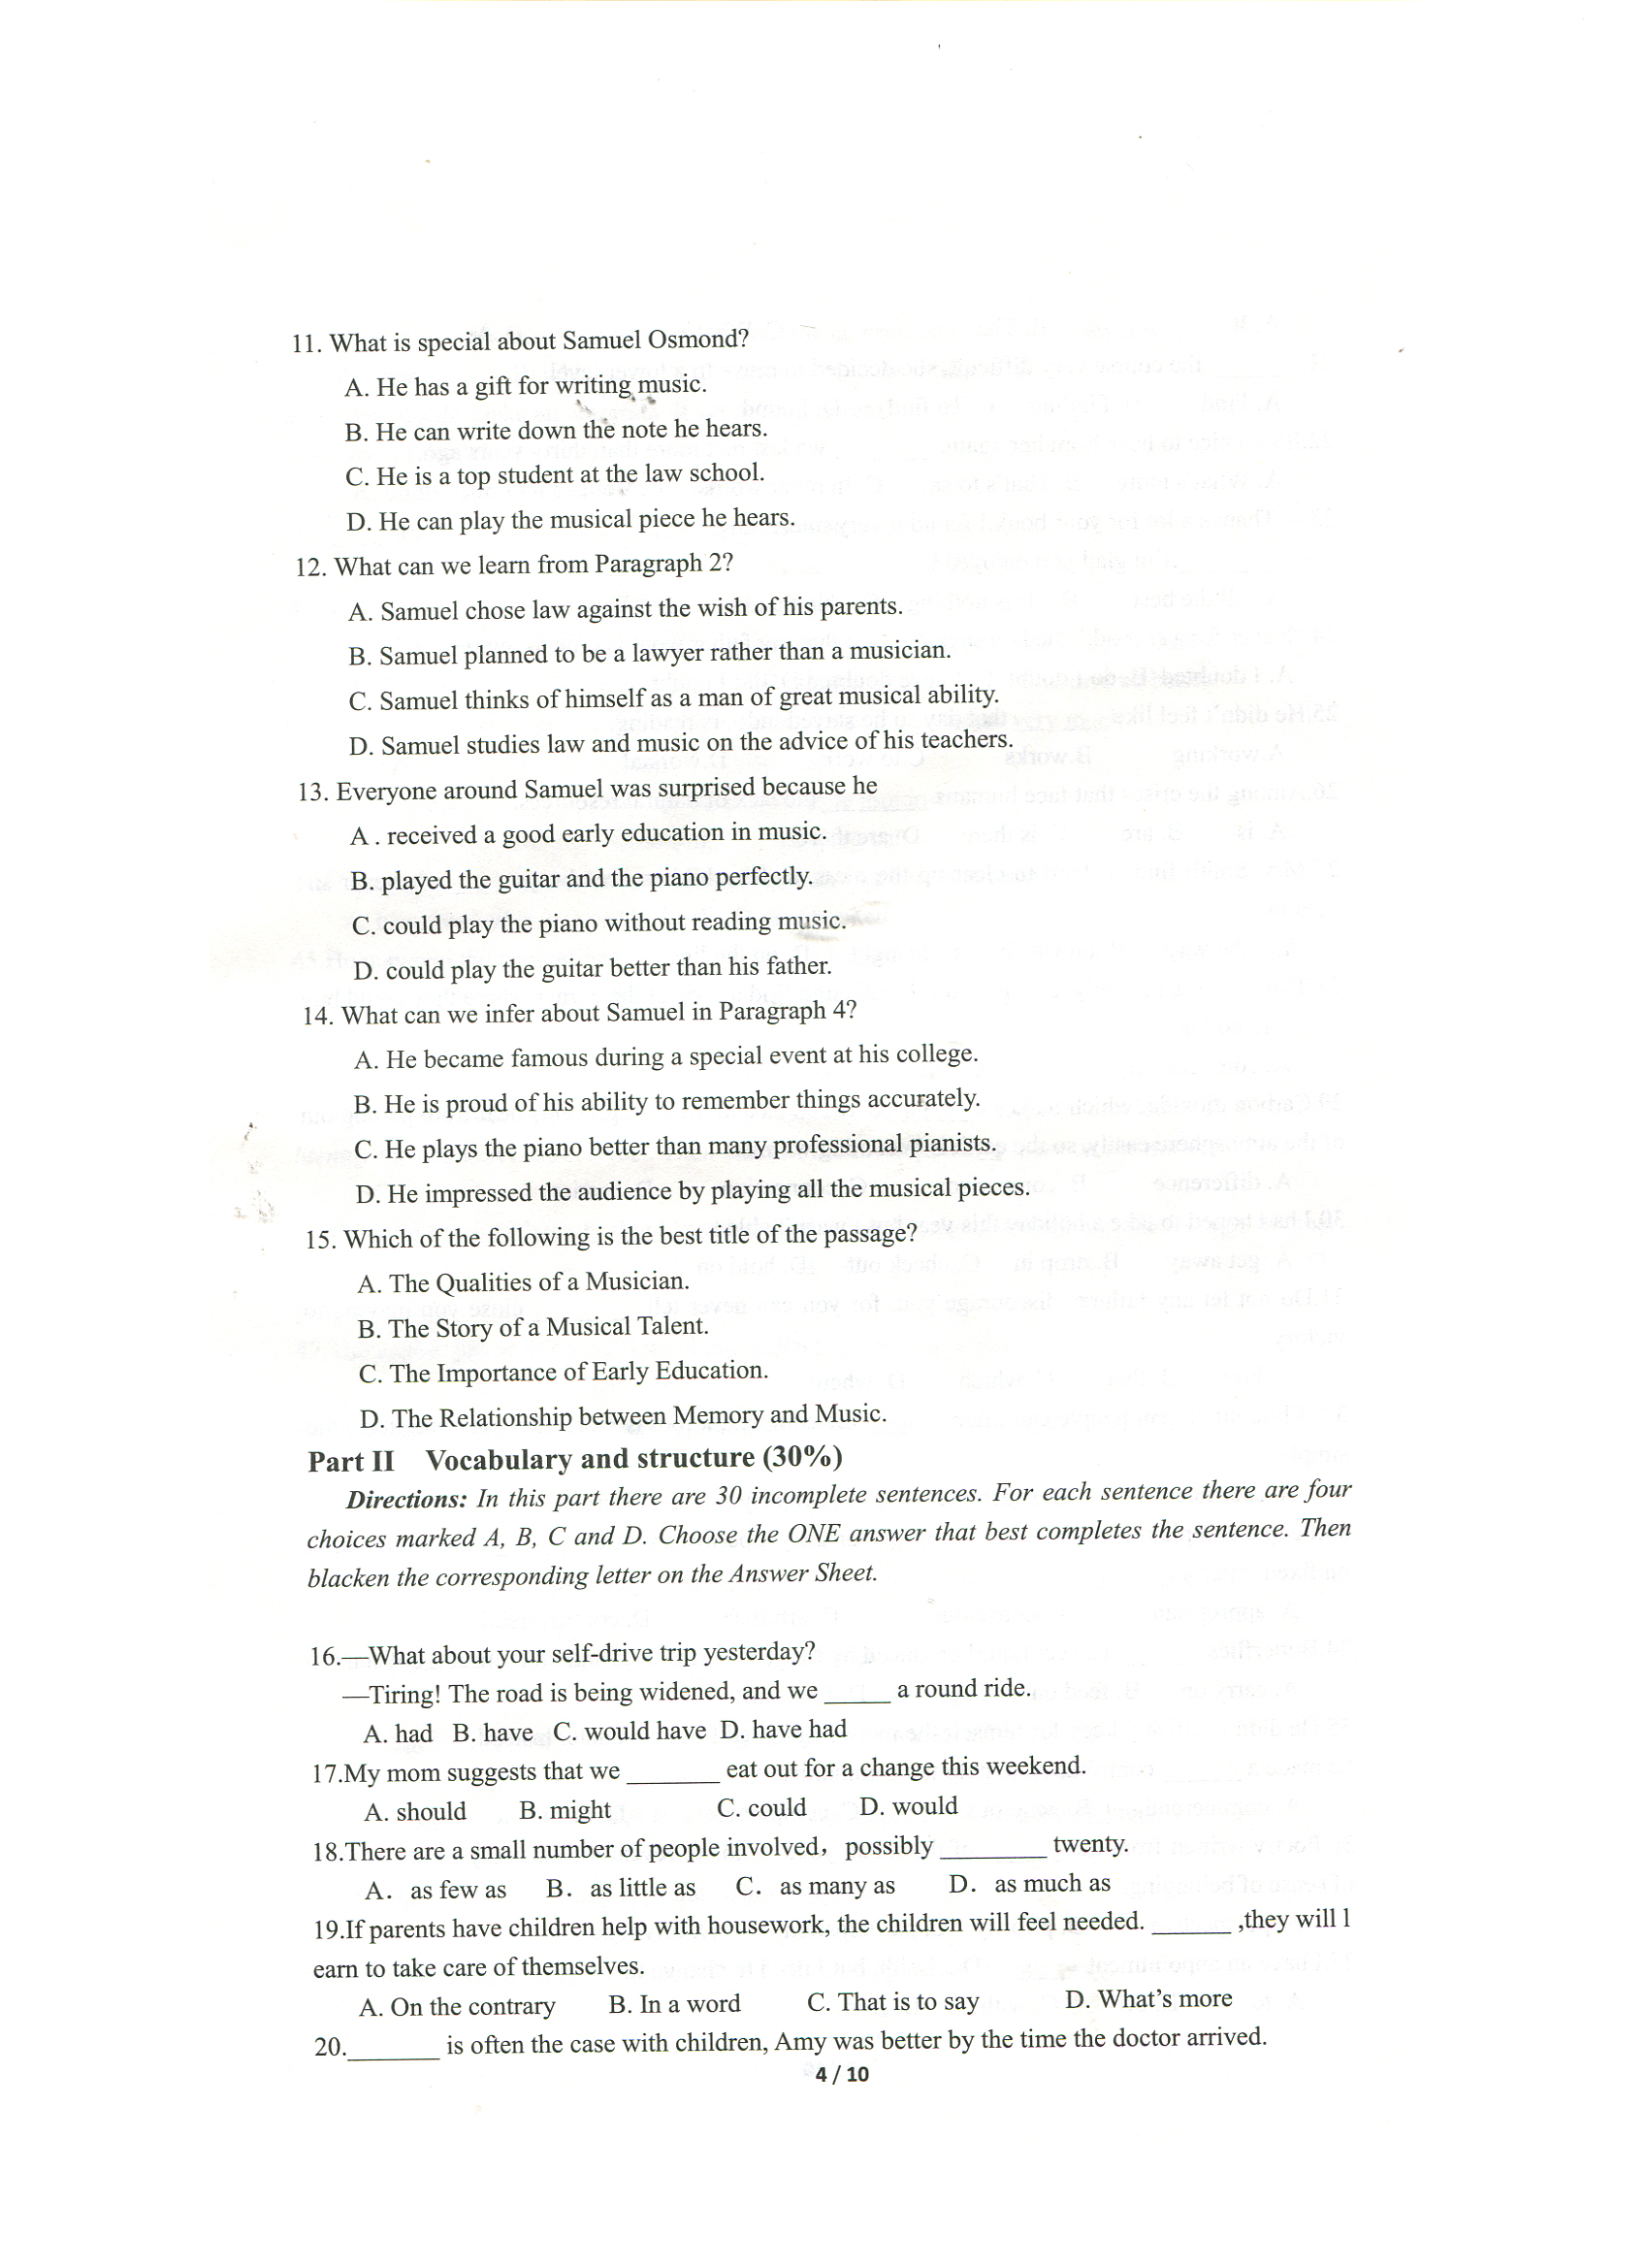 11. What is special about Samuel Osmond?
A. He has a gift for writing music.
B. He can write down the note he hears.
C. He is a top student at the law school.
D. He can play the musical piece he hears.
12. What can we learn from Paragraph 2?
A. Samuel chose law against the wish of his parents.
B. Samuel planned to be a lawyer rather than a musician.
C. Samuel thinks of himself as a man of great musical ability.
D. Samuel studies law and music on the advice of his teachers.
13. Everyone around Samuel was surprised because he
A . received a good early education in music.
B. played the guitar and the piano perfectly.
C. could play the piano without reading music.
D. could play the guitar better than his father.
14. What can we infer about Samuel in Paragraph 4?
A. He became famous during a special event at his college.
B. He is proud of his ability to remember things accurately.
C. He plays the piano better than many professional pianists.
D. He impressed the audience by playing all the musical pieces.
15. Which of the following is the best title of the passage?
A. The Qualities of a Musician.
B. The Story of a Musical Talent.
C. The Importance of Early Education.
D. The Relationship between Memory and Music.
Part II Vocabulary and structure (30%)
Directions: In this part there are 30 incomplete sentences. For each sentence there are four
choices marked A, B, C and D. Choose the ONE answer that best completes the sentence. Then
blacken the corresponding letter on the Answer Sheet.
16.—What about your self-drive trip yesterday?
—Tiring! The road is being widened, and we _____ a round ride.
A. had B. have C. would have D. have had
17.My mom suggests that we _______ eat out for a change this weekend.
A. should B. might C. could D. would
18.There are a small number of people involved，possibly ________ twenty.
A． as few as B． as little as C． as many as D． as much as
19.If parents have children help with housework, the children will feel needed. ______ ,they will l
earn to take care of themselves.
A. On the contrary B. In a word C. That is to say D. What's more
20._______ is often the case with children, Amy was better by the time the doctor arrived.
4 / 10